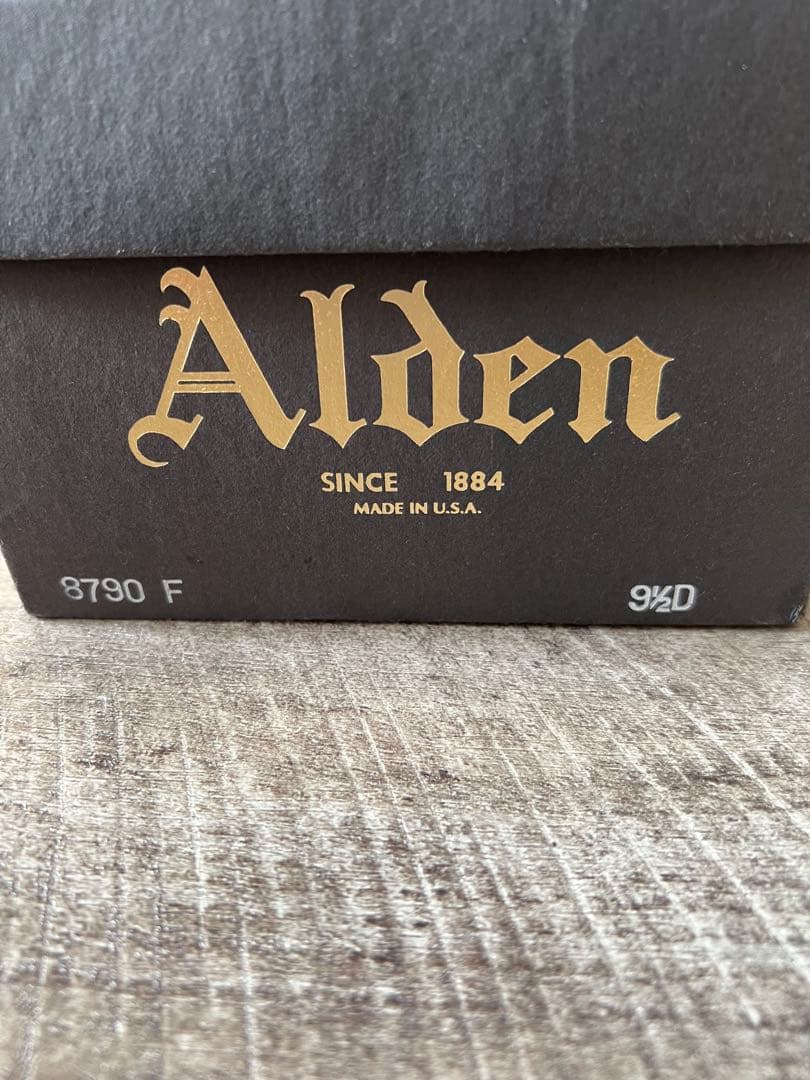 Alden
SINCE 1884
MADE IN U.S.A.
8790 F 9½D